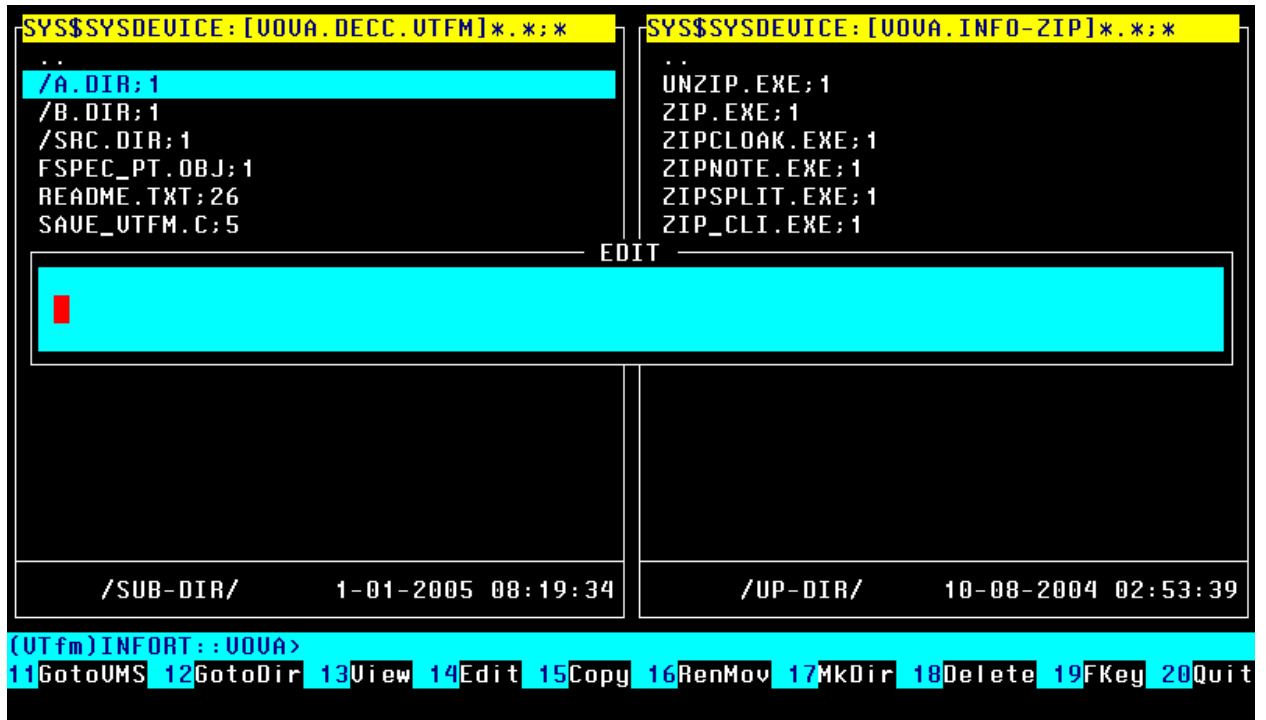 SYS$SYSDEVICE:[VOVA.DECC.VTFM]*.*;*
..
/A.DIR;1
/B.DIR;1
/SRC.DIR;1
FSPEC_PT.OBJ;1
README.TXT;26
SAVE_VTFM.C;5
/SUB-DIR/ 1-01-2005 08:19:34
SYS$SYSDEVICE:[VOVA.INFO-ZIP]*.*;*
..
UNZIP.EXE;1
ZIP.EXE;1
ZIPCLOAK.EXE;1
ZIPNOTE.EXE;1
ZIPSPLIT.EXE;1
ZIP_CLI.EXE;1
/UP-DIR/ 10-08-2004 02:53:39
EDIT
(VTfm)INFORT::VOVA>
11GotoVMS 12GotoDir 13View 14Edit 15Copy 16RenMov 17MkDir 18Delete 19FKey 20Quit